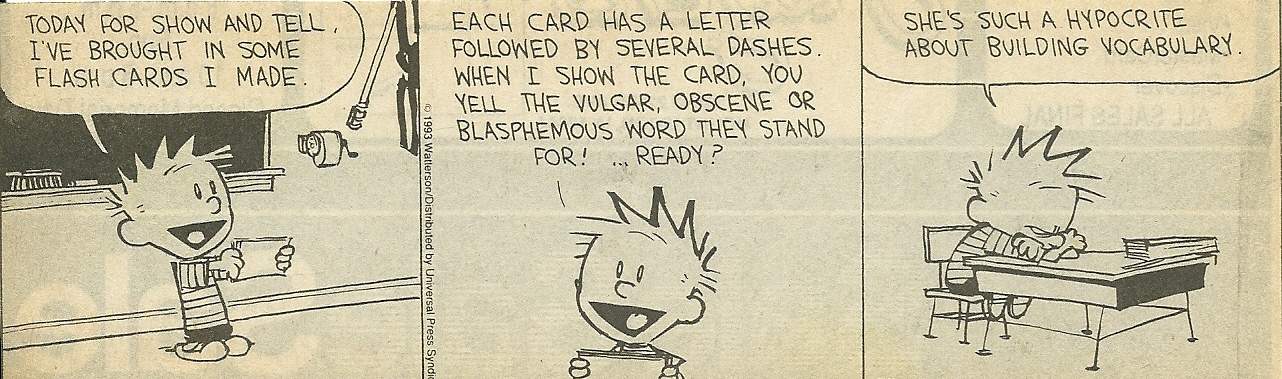 TODAY FOR SHOW AND TELL,
I'VE BROUGHT IN SOME
FLASH CARDS I MADE.
© 1993 Watterson/Distributed by Universal Press Syndic
EACH CARD HAS A LETTER
FOLLOWED BY SEVERAL DASHES.
WHEN I SHOW THE CARD, YOU
YELL THE VULGAR, OBSCENE OR
BLASPHEMOUS WORD THEY STAND
FOR! ... READY?
SHE'S SUCH A HYPOCRITE
ABOUT BUILDING VOCABULARY.
ALL SALES FINAL